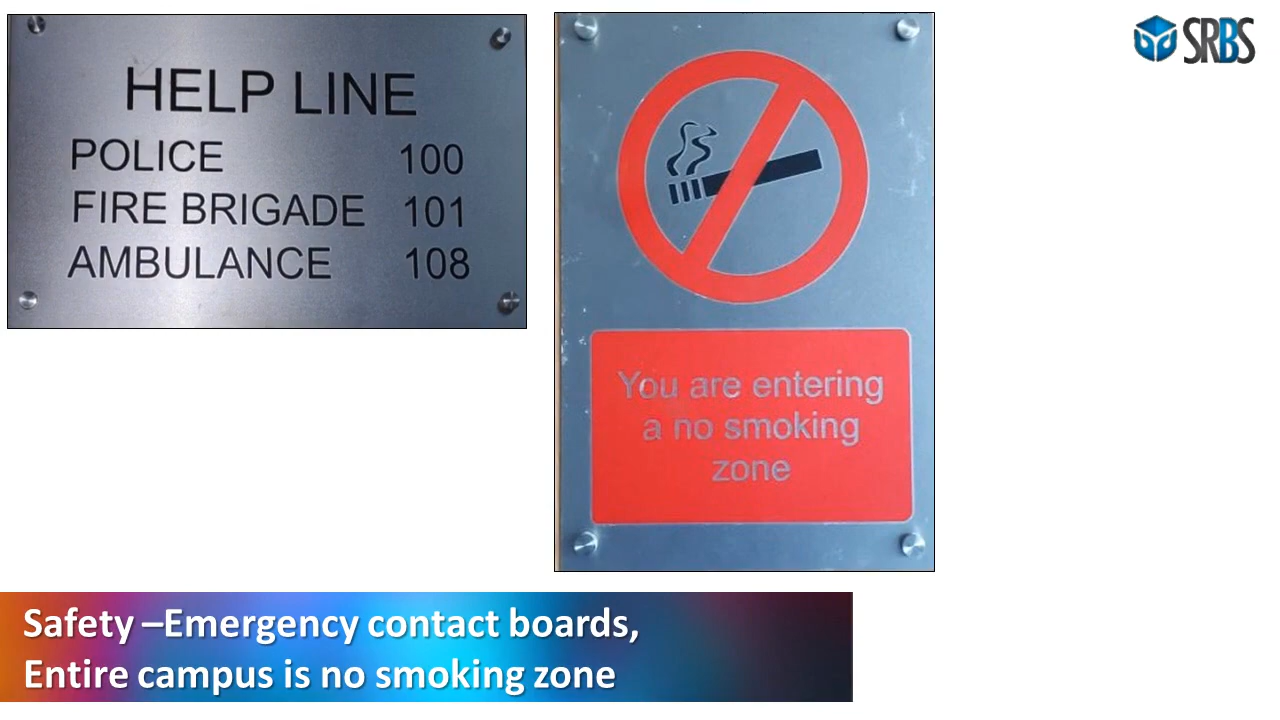 HELP LINE
POLICE 100
FIRE BRIGADE 101
AMBULANCE 108
You are entering
a no smoking
zone
SRBS
Safety –Emergency contact boards,
Entire campus is no smoking zone